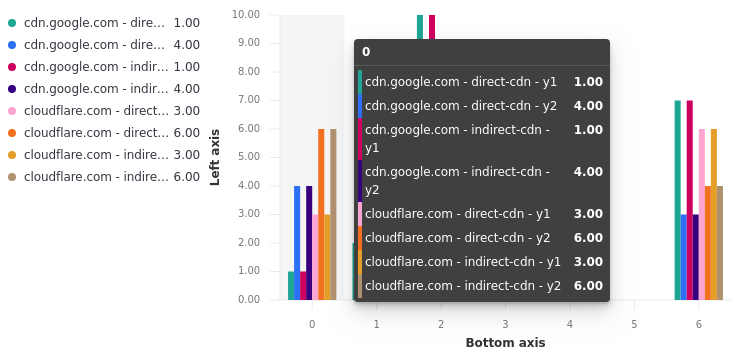 cdn.google.com - dire... 1.00
cdn.google.com - dire... 4.00
cdn.google.com - indir... 1.00
cdn.google.com - indir... 4.00
cloudflare.com - direct... 3.00
cloudflare.com - direct... 6.00
cloudflare.com - indire... 3.00
cloudflare.com - indire... 6.00
Left axis
10.00
9.00
8.00
7.00
6.00
5.00
4.00
3.00
2.00
1.00
0.00
0
cdn.google.com - direct-cdn - y1 1.00
cdn.google.com - direct-cdn - y2 4.00
cdn.google.com - indirect-cdn - 1.00
y1
cdn.google.com - indirect-cdn - 4.00
y2
cloudflare.com - direct-cdn - y1 3.00
cloudflare.com - direct-cdn - y2 6.00
cloudflare.com - indirect-cdn - y1 3.00
cloudflare.com - indirect-cdn - y2 6.00
0 1 2 3 4 5 6
Bottom axis